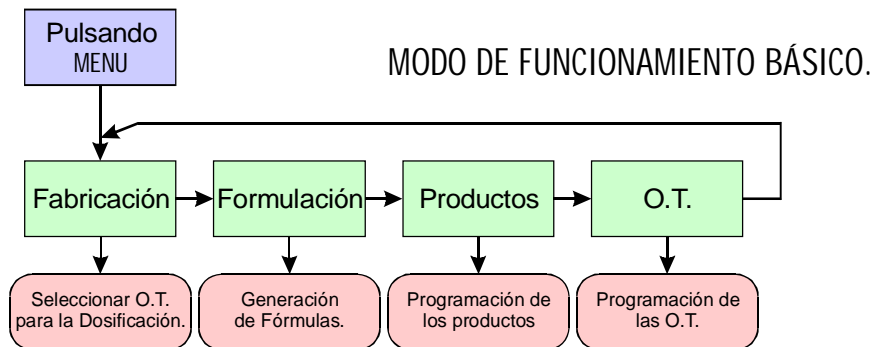 Pulsando
MENU
MODO DE FUNCIONAMIENTO BÁSICO.
Fabricación
Formulación
Productos
O.T.
Seleccionar O.T.
para la Dosificación.
Generación
de Fórmulas.
Programación de
los productos
Programación de
las O.T.